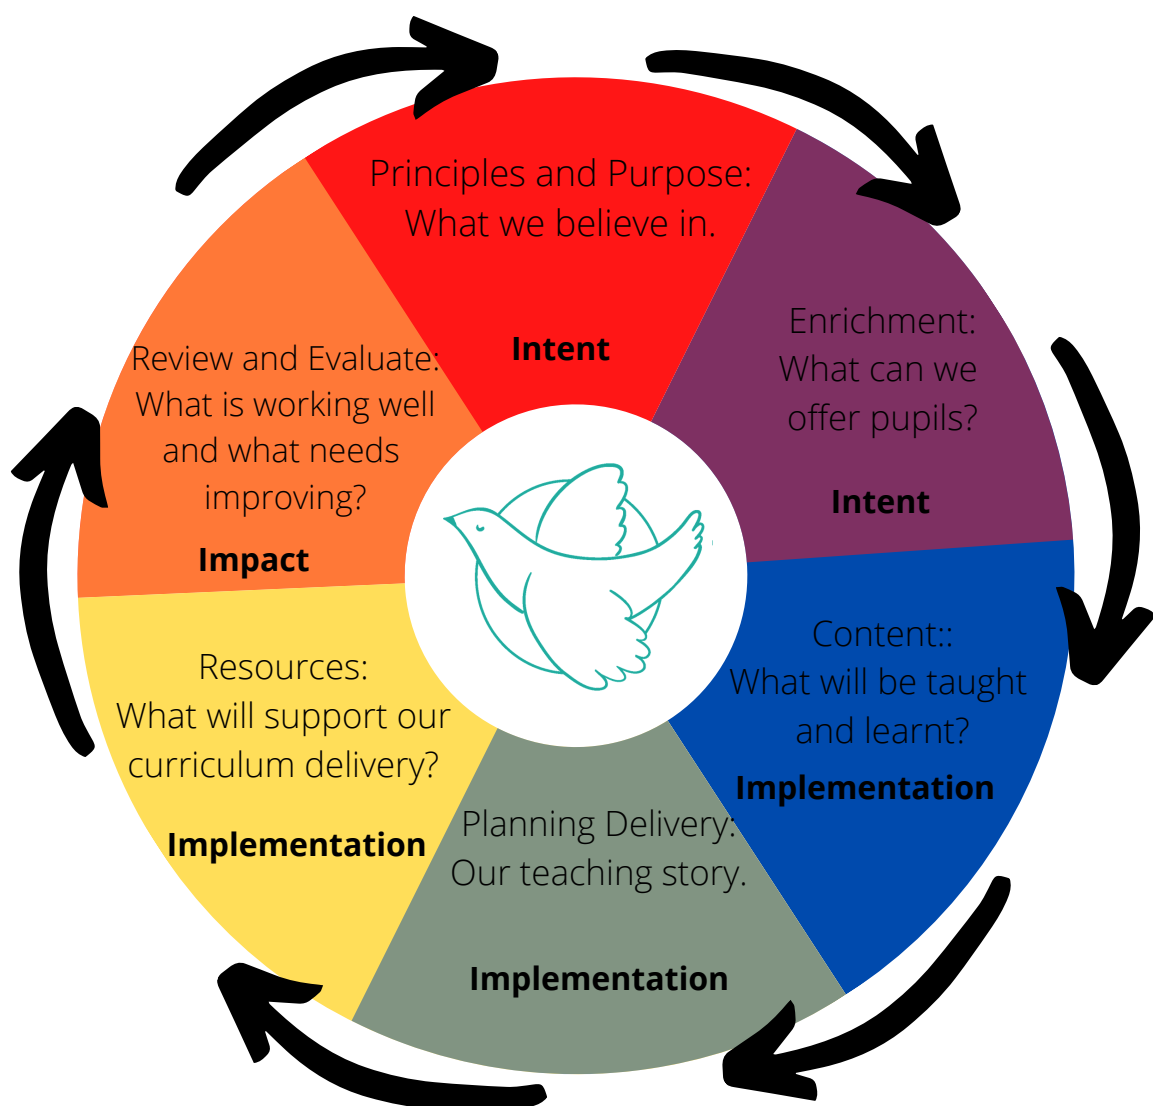 Principles and Purpose:
What we believe in.
Intent
Enrichment:
What can we
offer pupils?
Intent
Content::
What will be taught
and learnt?
Implementation
Planning Delivery:
Our teaching story.
Implementation
Resources:
What will support our
curriculum delivery?
Implementation
Review and Evaluate:
What is working well
and what needs
improving?
Impact